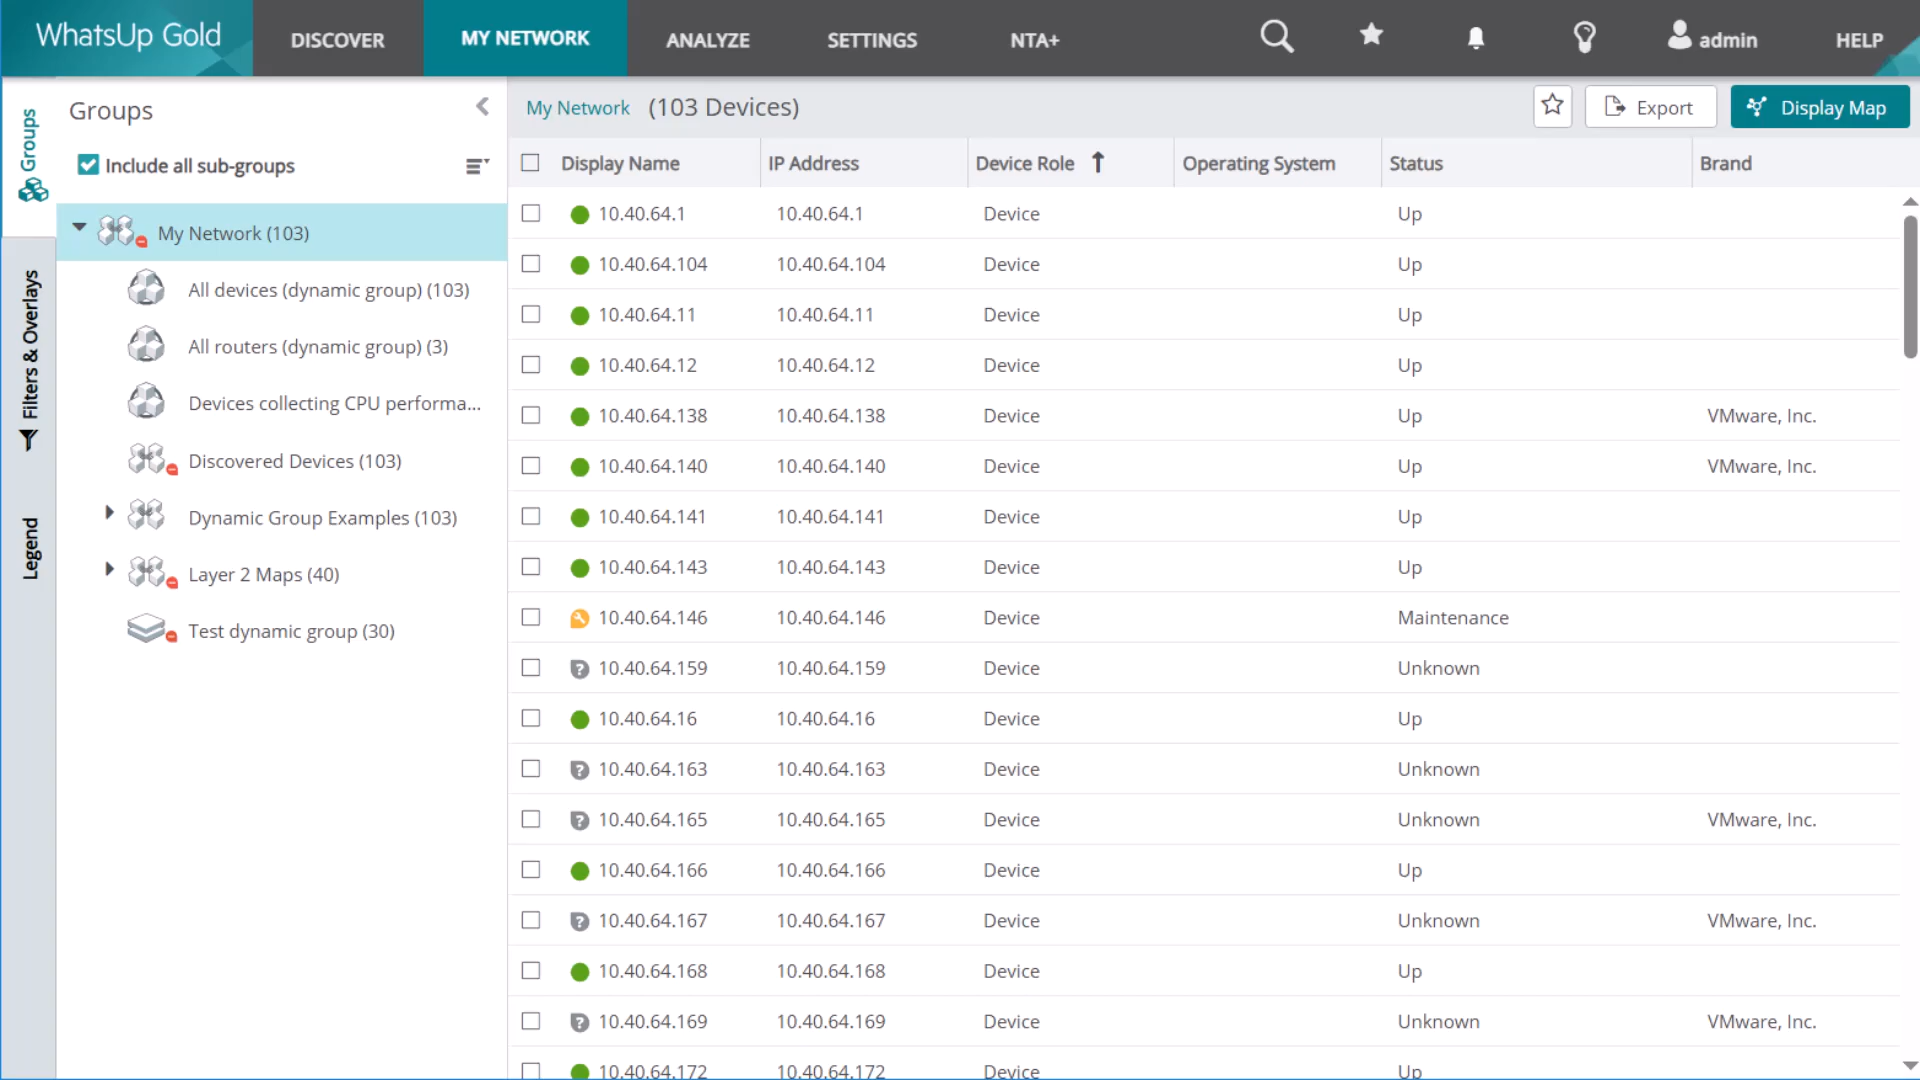 WhatsUp Gold
DISCOVER
MY NETWORK
ANALYZE
SETTINGS
NTA+
admin
HELP
Groups
Filters & Overlays
Legend
Groups
Include all sub-groups
My Network (103)
All devices (dynamic group) (103)
All routers (dynamic group) (3)
Devices collecting CPU performa...
Discovered Devices (103)
Dynamic Group Examples (103)
Layer 2 Maps (40)
Test dynamic group (30)
My Network (103 Devices)
Export
Display Map
Display Name IP Address Device Role Operating System Status Brand
10.40.64.1 10.40.64.1 Device Up
10.40.64.104 10.40.64.104 Device Up
10.40.64.11 10.40.64.11 Device Up
10.40.64.12 10.40.64.12 Device Up
10.40.64.138 10.40.64.138 Device Up VMware, Inc.
10.40.64.140 10.40.64.140 Device Up VMware, Inc.
10.40.64.141 10.40.64.141 Device Up
10.40.64.143 10.40.64.143 Device Up
10.40.64.146 10.40.64.146 Device Maintenance
10.40.64.159 10.40.64.159 Device Unknown
10.40.64.16 10.40.64.16 Device Up
10.40.64.163 10.40.64.163 Device Unknown
10.40.64.165 10.40.64.165 Device Unknown VMware, Inc.
10.40.64.166 10.40.64.166 Device Up
10.40.64.167 10.40.64.167 Device Unknown VMware, Inc.
10.40.64.168 10.40.64.168 Device Up
10.40.64.169 10.40.64.169 Device Unknown VMware, Inc.
10.40.64.172 10.40.64.172 Device Up